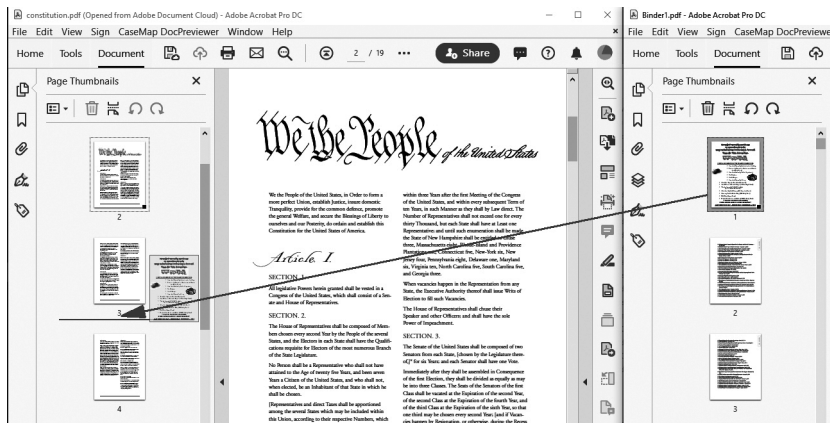 constitution.pdf (Opened from Adobe Document Cloud) - Adobe Acrobat Pro DC
File Edit View Sign CaseMap DocPreviewer Window Help
Home Tools Document 2 / 19 Share
Page Thumbnails
2
3
4
We the People of the United States
We the People of the United States, in Order to form a
more perfect Union, establish Justice, insure domestic
Tranquility, provide for the common defence, promote
the general Welfare, and secure the Blessings of Liberty to
ourselves and our Posterity, do ordain and establish this
Constitution for the United States of America.
Article I.
SECTION. 1
All legislative Powers herein granted shall be vested in a
Congress of the United States, which shall consist of a Sen-
ate and House of Representatives.
SECTION. 2.
The House of Representatives shall be composed of Mem-
bers chosen every second Year by the People of the several
States, and the Electors in each State shall have the Qualifi-
cations requisite for Electors of the most numerous Branch
of the State Legislature.
No Person shall be a Representative who shall not have
attained to the Age of twenty five Years, and been seven
Years a Citizen of the United States, and who shall not,
when elected, be an Inhabitant of that State in which he
shall be chosen.
[Representatives and direct Taxes shall be apportioned
among the several States which may be included within
this Union, according to their respective Numbers, which
within three Years after the first Meeting of the Congress
of the United States, and within every subsequent Term of
ten Years, in such Manner as they shall by Law direct. The
Number of Representatives shall not exceed one for every
thirty Thousand, but each State shall have at Least one
Representative; and until such enumeration shall be made,
the State of New Hampshire shall be entitled to chuse
three, Massachusetts eight, Rhode-Island and Providence
Plantations one, Connecticut five, New-York six, New
Jersey four, Pennsylvania eight, Delaware one, Maryland
six, Virginia ten, North Carolina five, South Carolina five,
and Georgia three.
When vacancies happen in the Representation from any
State, the Executive Authority thereof shall issue Writs of
Election to fill such Vacancies.
The House of Representatives shall chuse their
Speaker and other Officers; and shall have the sole
Power of Impeachment.
SECTION. 3.
The Senate of the United States shall be composed of two
Senators from each State, [chosen by the Legislature there-
of,]* for six Years; and each Senator shall have one Vote.
Immediately after they shall be assembled in Consequence
of the first Election, they shall be divided as equally as may
be into three Classes. The Seats of the Senators of the first
Class shall be vacated at the Expiration of the second Year,
of the second Class at the Expiration of the fourth Year, and
of the third Class at the Expiration of the sixth Year, so that
one third may be chosen every second Year; [and if Vacan-
cies happen by Resignation, or otherwise, during the Recess
Binder1.pdf - Adobe Acrobat Pro DC
File Edit View Sign CaseMap DocPreviewe
Home Tools Document
Page Thumbnails
1
2
3